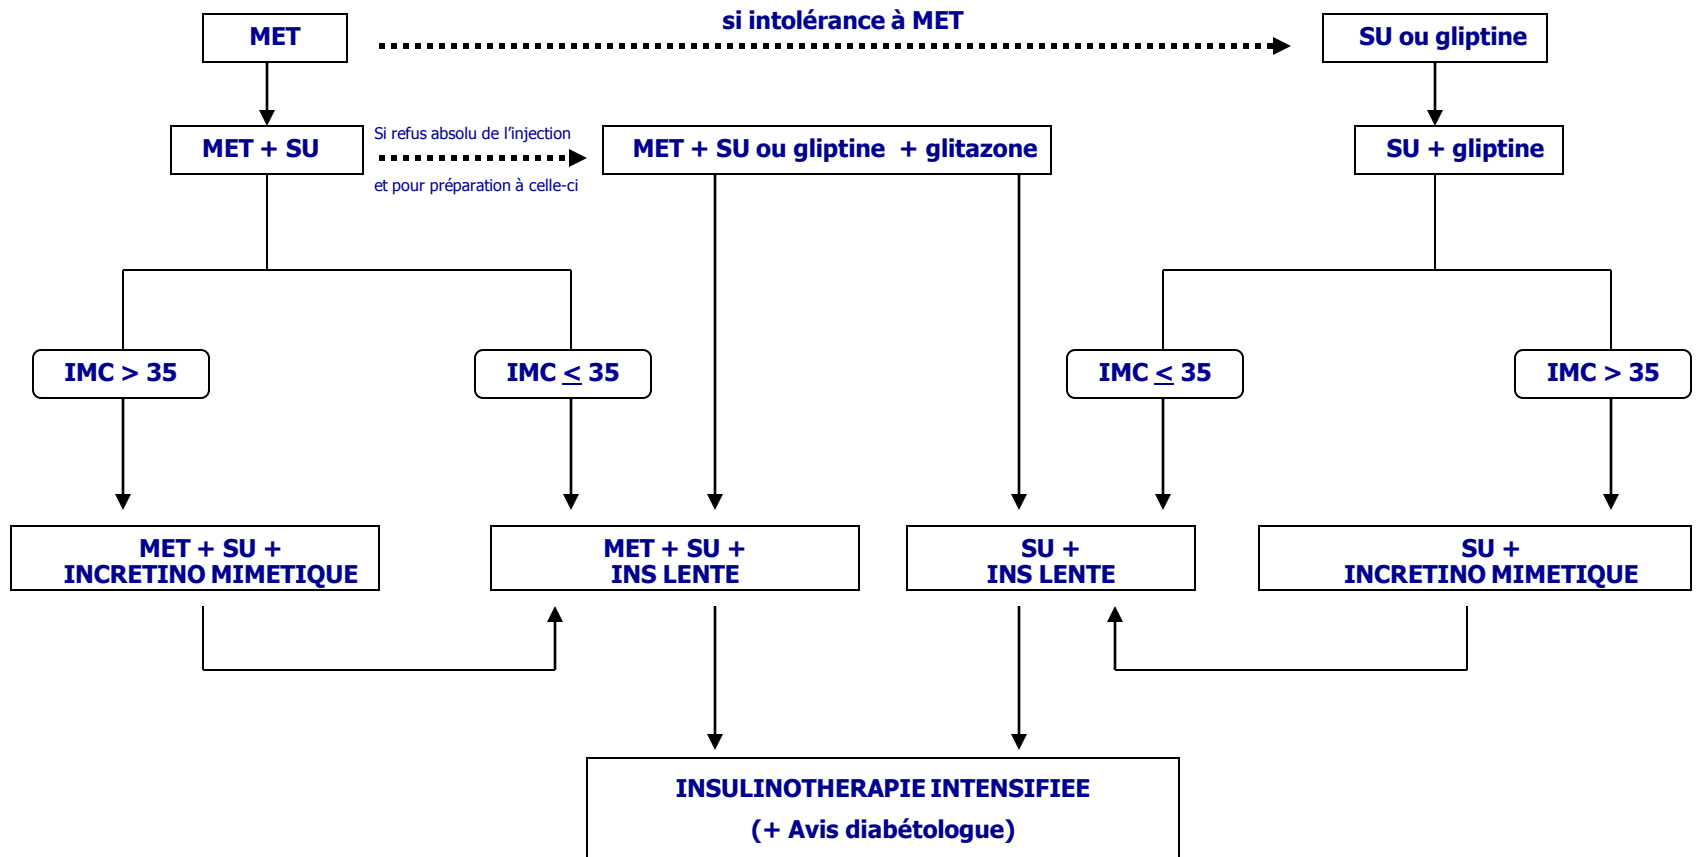 si intolérance à MET
MET
SU ou gliptine
MET + SU
Si refus absolu de l’injection
et pour préparation à celle-ci
MET + SU ou gliptine + glitazone
SU + gliptine
IMC > 35
IMC ≤ 35
IMC ≤ 35
IMC > 35
MET + SU +
INCRETINO MIMETIQUE
MET + SU +
INS LENTE
SU +
INS LENTE
SU +
INCRETINO MIMETIQUE
INSULINOTHERAPIE INTENSIFIEE
(+ Avis diabétologue)